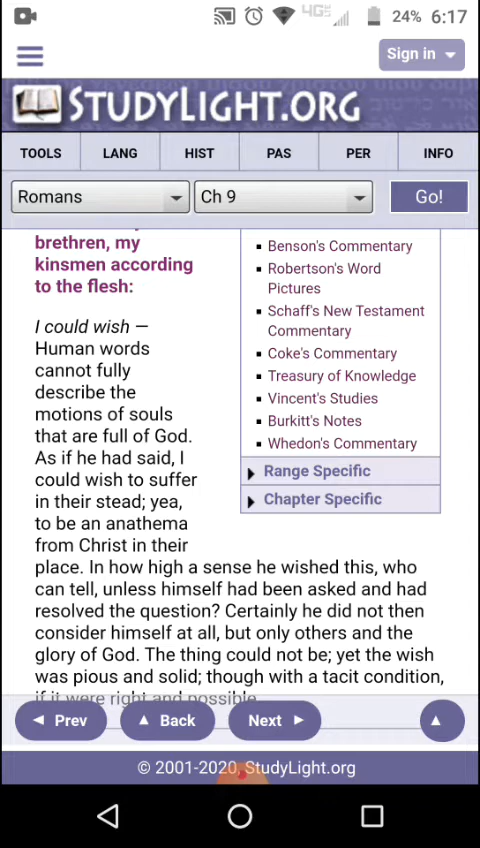 24% 6:17
Sign in
STUDYLIGHT.ORG
TOOLS LANG HIST PAS PER INFO
Romans Ch 9 Go!
brethren, my
kinsmen according
to the flesh:
I could wish —
Human words
cannot fully
describe the
motions of souls
that are full of God.
As if he had said, I
could wish to suffer
in their stead; yea,
to be an anathema
from Christ in their
place. In how high a sense he wished this, who
can tell, unless himself had been asked and had
resolved the question? Certainly he did not then
consider himself at all, but only others and the
glory of God. The thing could not be; yet the wish
was pious and solid; though with a tacit condition,
if it were right and possible
Benson's Commentary
Robertson's Word
Pictures
Schaff's New Testament
Commentary
Coke's Commentary
Treasury of Knowledge
Vincent's Studies
Burkitt's Notes
Whedon's Commentary
Range Specific
Chapter Specific
Prev Back Next
© 2001-2020, StudyLight.org